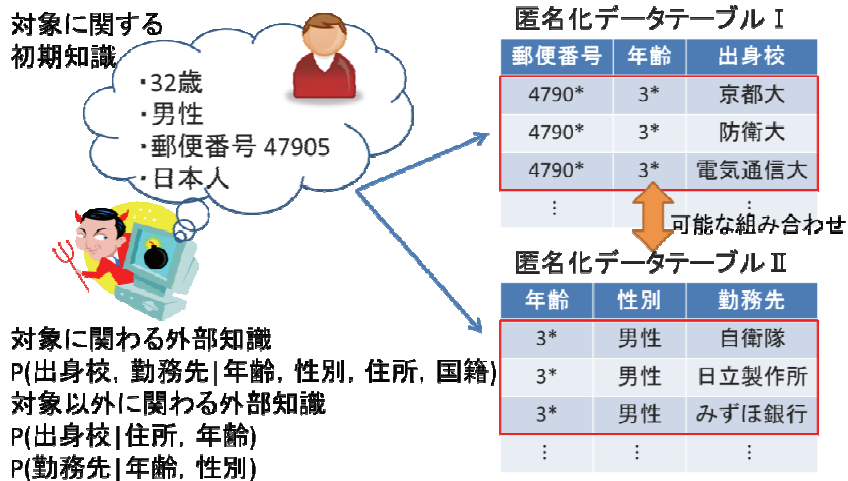 対象に関する
初期知識
・32歳
・男性
・郵便番号 47905
・日本人
匿名化データテーブル I
郵便番号 年齢 出身校
4790* 3* 京都大
4790* 3* 防衛大
4790* 3* 電気通信大
⋮ ⋮ ⋮
可能な組み合わせ
匿名化データテーブル II
年齢 性別 勤務先
3* 男性 自衛隊
3* 男性 日立製作所
3* 男性 みずほ銀行
⋮ ⋮ ⋮
対象に関わる外部知識
P(出身校, 勤務先|年齢, 性別, 住所, 国籍)
対象以外に関わる外部知識
P(出身校|住所, 年齢)
P(勤務先|年齢, 性別)